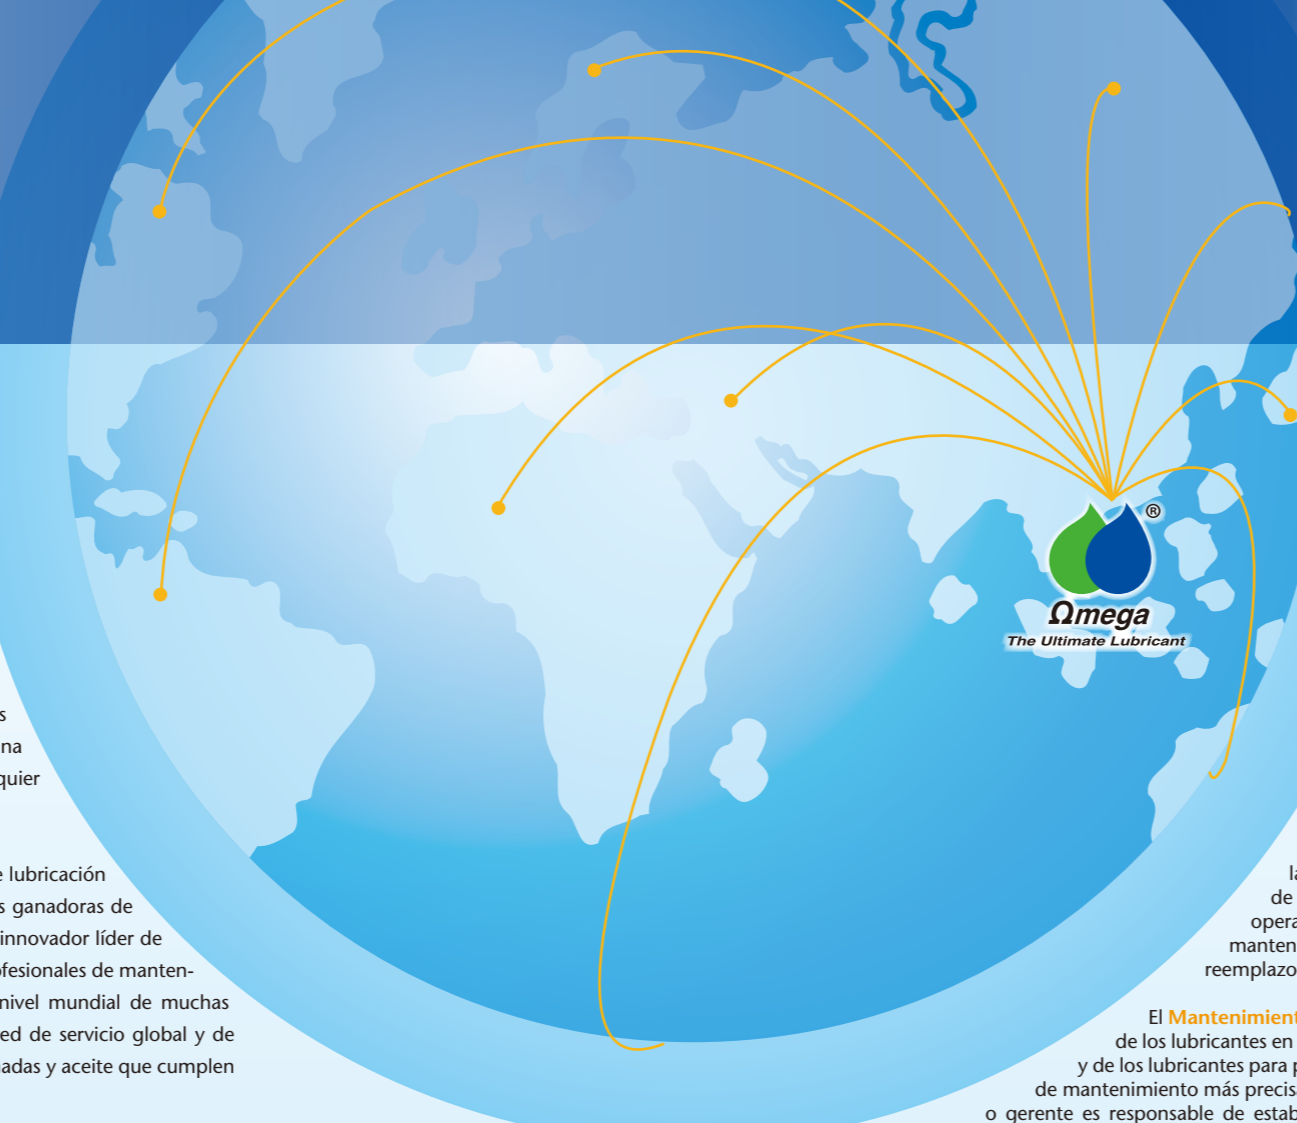 ®
Ωmega
The Ultimate Lubricant
na
quier
lubricación
ganadoras de
innovador líder de
ofesionales de manten-
nivel mundial de muchas
red de servicio global y de
adas y aceite que cumplen
la
de
opera
manten
reemplazo
El Mantenimient
de los lubricantes en
y de los lubricantes para p
de mantenimiento más precisa
o gerente es responsable de estab